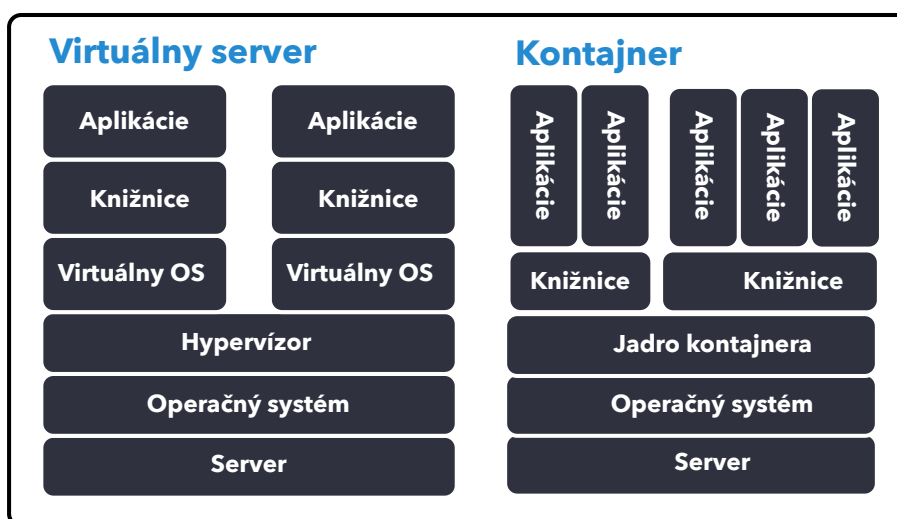 Virtuálny server
Aplikácie
Aplikácie
Knižnice
Knižnice
Virtuálny OS
Virtuálny OS
Hypervízor
Operačný systém
Server
Kontajner
Aplikácie
Aplikácie
Aplikácie
Aplikácie
Aplikácie
Knižnice
Knižnice
Jadro kontajnera
Operačný systém
Server